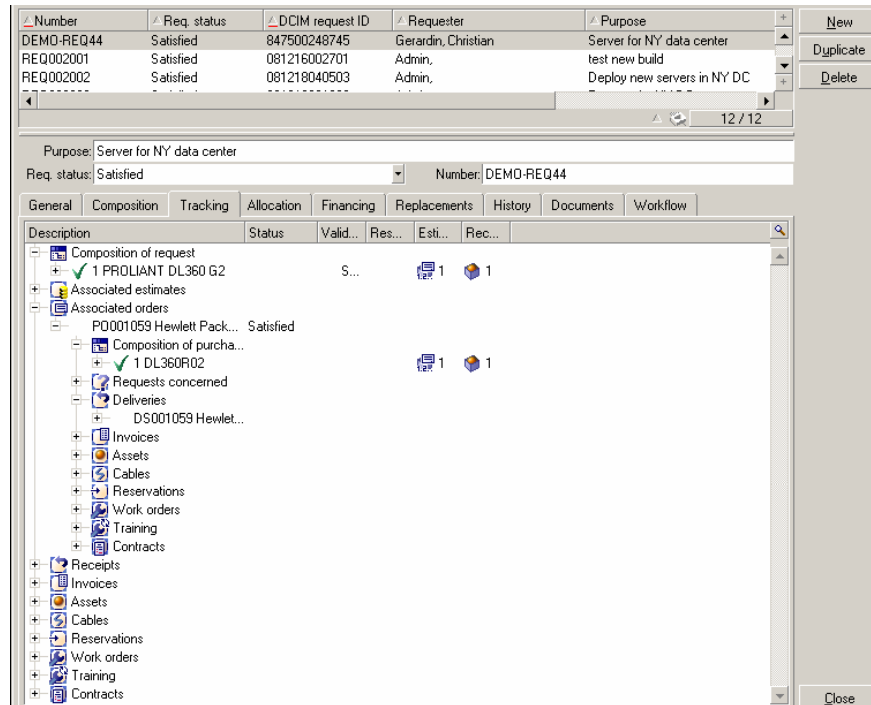 Number Req. status DCIM request ID Requester Purpose
New
DEMO-REQ44 Satisfied 847500248745 Gerardin, Christian Server for NY data center
Duplicate
REQ002001 Satisfied 081216002701 Admin, test new build
REQ002002 Satisfied 081218040503 Admin, Deploy new servers in NY DC
Delete
12 / 12
Purpose: Server for NY data center
Req. status: Satisfied Number: DEMO-REQ44
General Composition Tracking Allocation Financing Replacements History Documents Workflow
Description Status Valid... Res... Esti... Rec...
Composition of request
1 PROLIANT DL360 G2 S... 1 1
Associated estimates
Associated orders
PO001059 Hewlett Pack... Satisfied
Composition of purcha...
1 DL360R02 1 1
Requests concerned
Deliveries
DS001059 Hewlet...
Invoices
Assets
Cables
Reservations
Work orders
Training
Contracts
Receipts
Invoices
Assets
Cables
Reservations
Work orders
Training
Contracts
Close